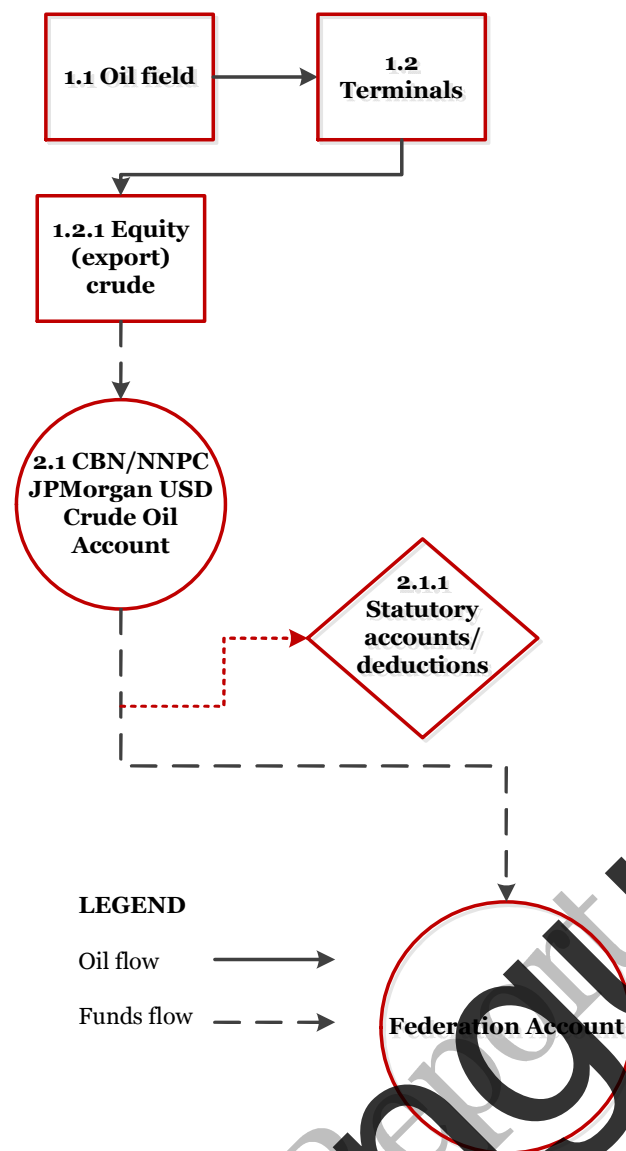 1.1 Oil field
1.2
Terminals
1.2.1 Equity
(export)
crude
2.1 CBN/NNPC
JPMorgan USD
Crude Oil
Account
2.1.1
Statutory
accounts/
deductions
LEGEND
Oil flow
Funds flow
Federation Account